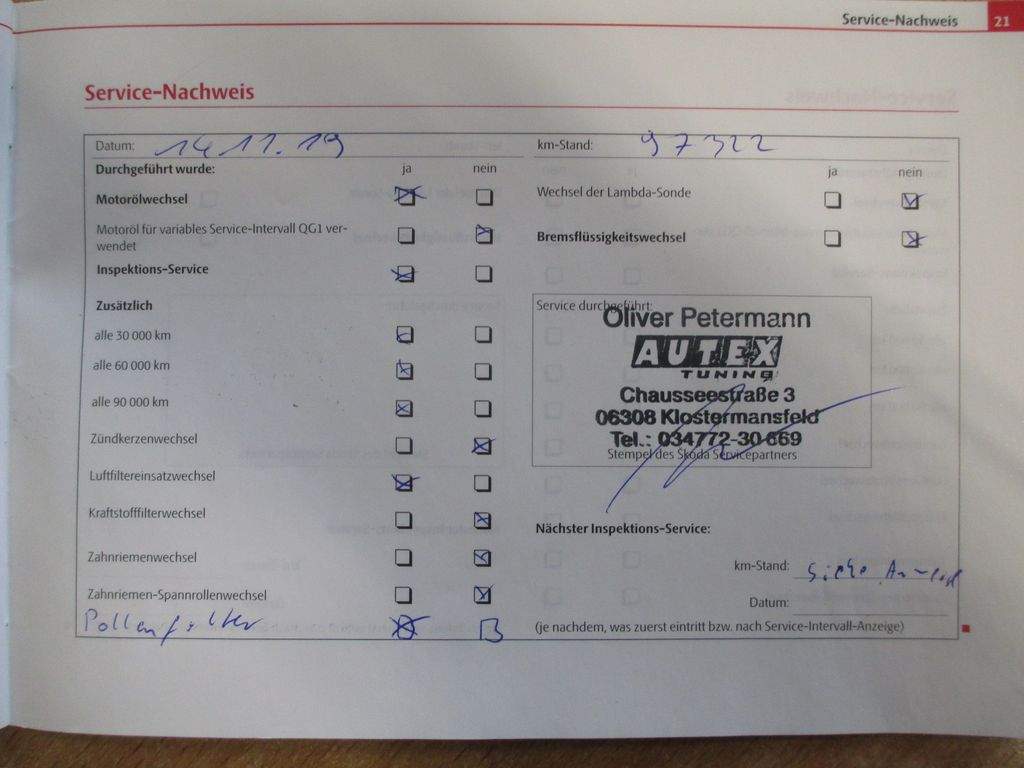 Service-Nachweis 21
Service-Nachweis
Datum: 14 11. 19
km-Stand: 97322
Durchgeführt wurde: ja nein
ja nein
Motorölwechsel
Wechsel der Lambda-Sonde
Motoröl für variables Service-Intervall QG1 ver-
wendet
Bremsflüssigkeitswechsel
Inspektions-Service
Zusätzlich
alle 30 000 km
alle 60 000 km
alle 90 000 km
Zündkerzenwechsel
Luftfiltereinsatzwechsel
Kraftstofffilterwechsel
Zahnriemenwechsel
Zahnriemen-Spannrollenwechsel
Pollenfilter
Service durchgeführt:
Oliver Petermann
AUTEX
TUNING
Chausseestraße 3
06308 Klostermansfeld
Tel.: 034772-30 669
Stempel des Škoda Servicepartners
Nächster Inspektions-Service:
km-Stand: Siehe
Datum:
(je nachdem, was zuerst eintritt bzw. nach Service-Intervall-Anzeige)